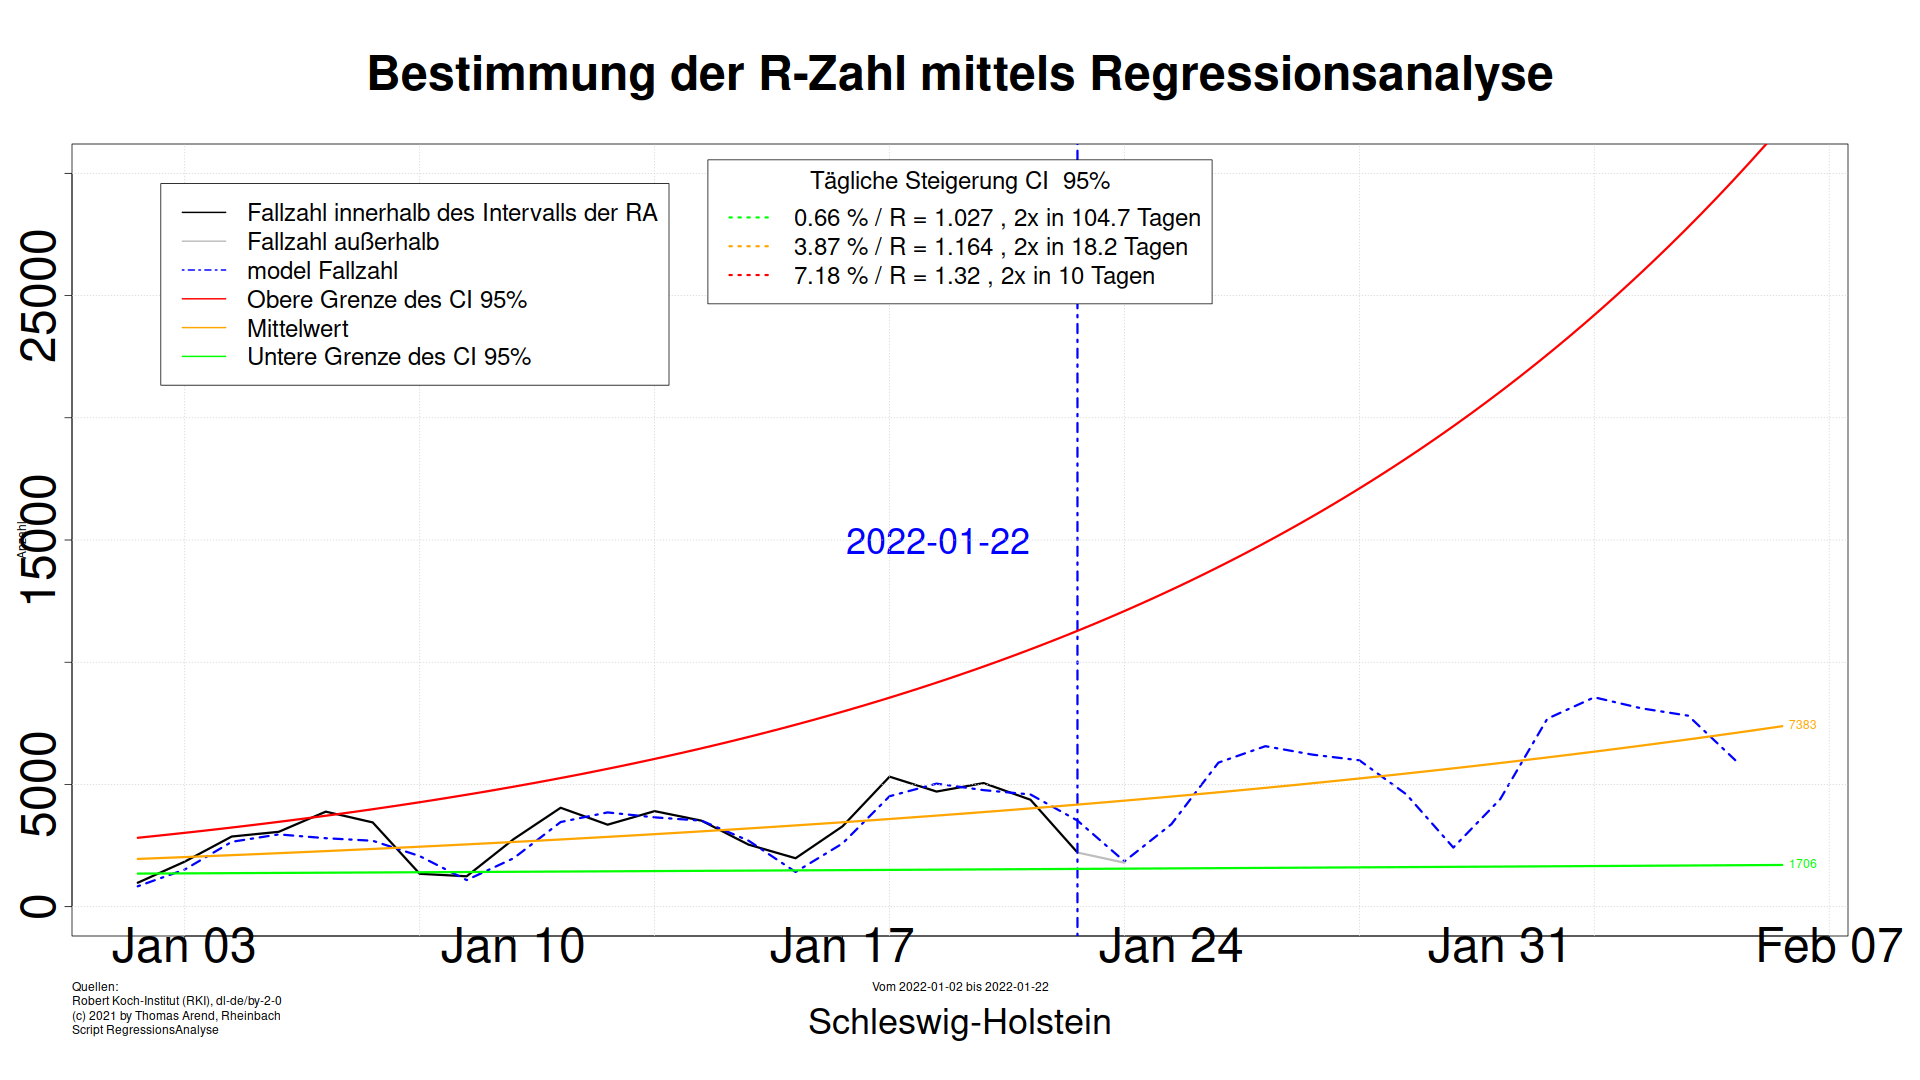 Bestimmung der R-Zahl mittels Regressionsanalyse
Fallzahl innerhalb des Intervalls der RA
Fallzahl außerhalb
model Fallzahl
Obere Grenze des CI 95%
Mittelwert
Untere Grenze des CI 95%
Tägliche Steigerung CI  95%
0.66 % / R = 1.027 , 2x in 104.7 Tagen
3.87 % / R = 1.164 , 2x in 18.2 Tagen
7.18 % / R = 1.32 , 2x in 10 Tagen
25000
15000
5000
0
Anzahl
2022-01-22
7383
1706
Jan 03
Jan 10
Jan 17
Jan 24
Jan 31
Feb 07
Quellen:
Robert Koch-Institut (RKI), dl-de/by-2-0
(c) 2021 by Thomas Arend, Rheinbach
Script RegressionsAnalyse
Vom 2022-01-02 bis 2022-01-22
Schleswig-Holstein